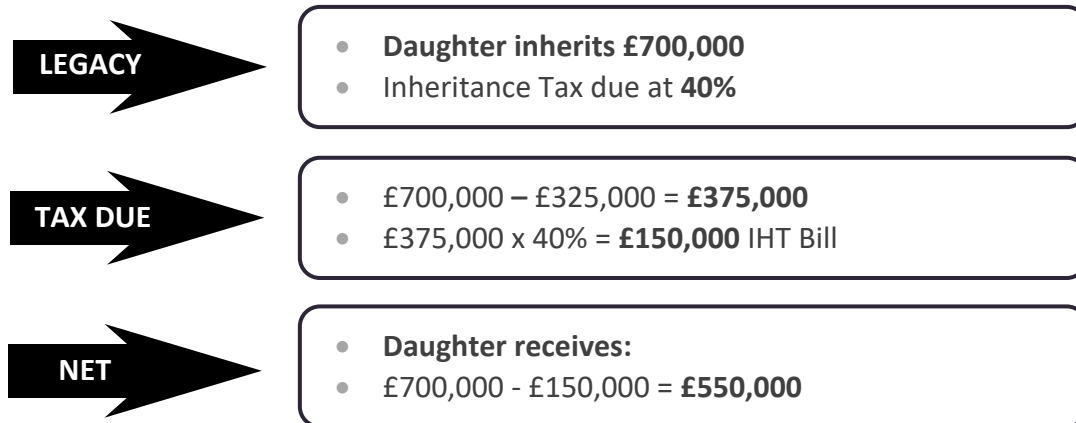 LEGACY
• Daughter inherits £700,000
• Inheritance Tax due at 40%
TAX DUE
• £700,000 – £325,000 = £375,000
• £375,000 x 40% = £150,000 IHT Bill
NET
• Daughter receives:
• £700,000 - £150,000 = £550,000